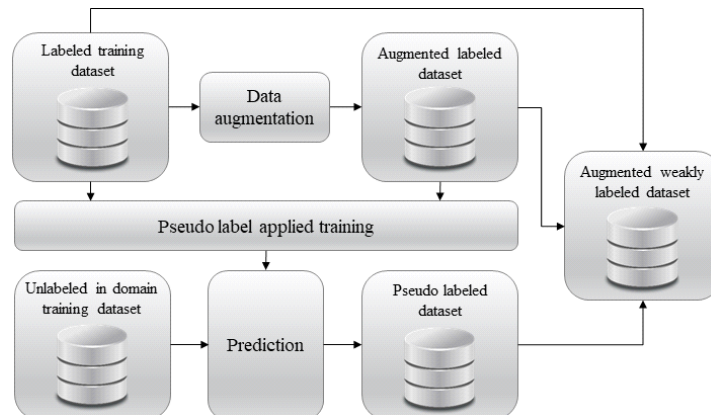 Labeled training
dataset
Data
augmentation
Augmented labeled
dataset
Augmented weakly
labeled dataset
Pseudo label applied training
Unlabeled in domain
training dataset
Prediction
Pseudo labeled
dataset